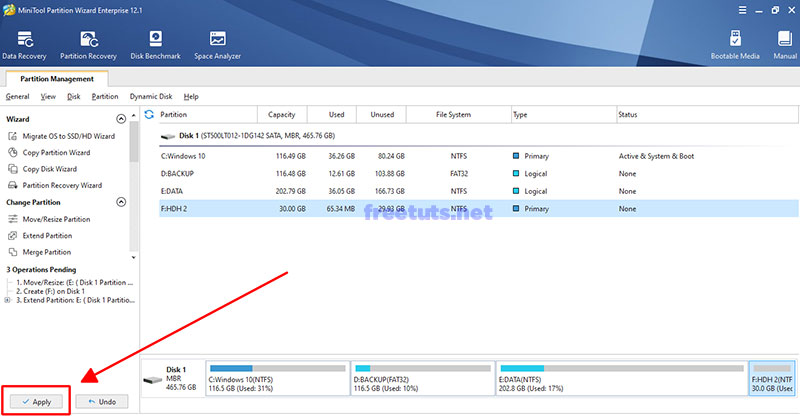 MiniTool Partition Wizard Enterprise 12.1
Data Recovery Partition Recovery Disk Benchmark Space Analyzer Bootable Media Manual
Partition Management
General View Disk Partition Dynamic Disk Help
Wizard
Migrate OS to SSD/HD Wizard
Copy Partition Wizard
Copy Disk Wizard
Partition Recovery Wizard
Change Partition
Move/Resize Partition
Extend Partition
Merge Partition
3 Operations Pending
1. Move/Resize: (E: ( Disk 1 Partition ...
2. Create (F:) on Disk 1
3. Extend Partition: E: ( Disk 1 Partitio...
Apply Undo
Partition Capacity Used Unused File System Type Status
Disk 1 (ST500LT012-1DG142 SATA, MBR, 465.76 GB)
C:Windows 10 116.49 GB 36.26 GB 80.24 GB NTFS Primary Active & System & Boot
D:BACKUP 116.48 GB 12.61 GB 103.88 GB FAT32 Logical None
E:DATA 202.79 GB 36.05 GB 166.73 GB NTFS Logical None
F:HDH 2 30.00 GB 65.34 MB 29.93 GB NTFS Primary None
freetuts.net
Disk 1
MBR
465.76 GB
C:Windows 10(NTFS)
116.5 GB (Used: 31%)
D:BACKUP(FAT32)
116.5 GB (Used: 10%)
E:DATA(NTFS)
202.8 GB (Used: 17%)
F:HDH 2(NTF
30.0 GB (Used: